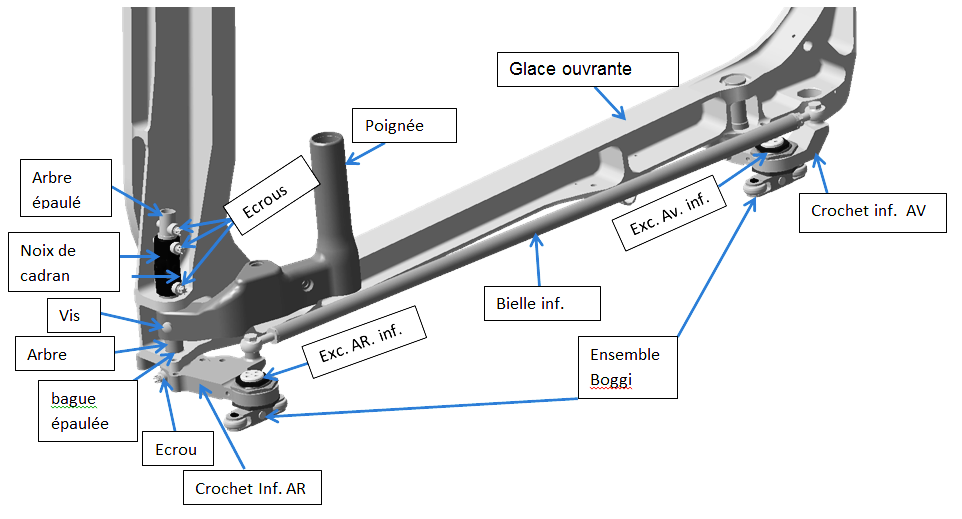 Glace ouvrante
Poignée
Arbre
épaulé
Ecrous
Exc. Av. inf.
Crochet inf. AV
Noix de
cadran
Bielle inf.
Vis
Exc. AR. inf.
Arbre
Ensemble
Boggi
bague
épaulée
Ecrou
Crochet Inf. AR